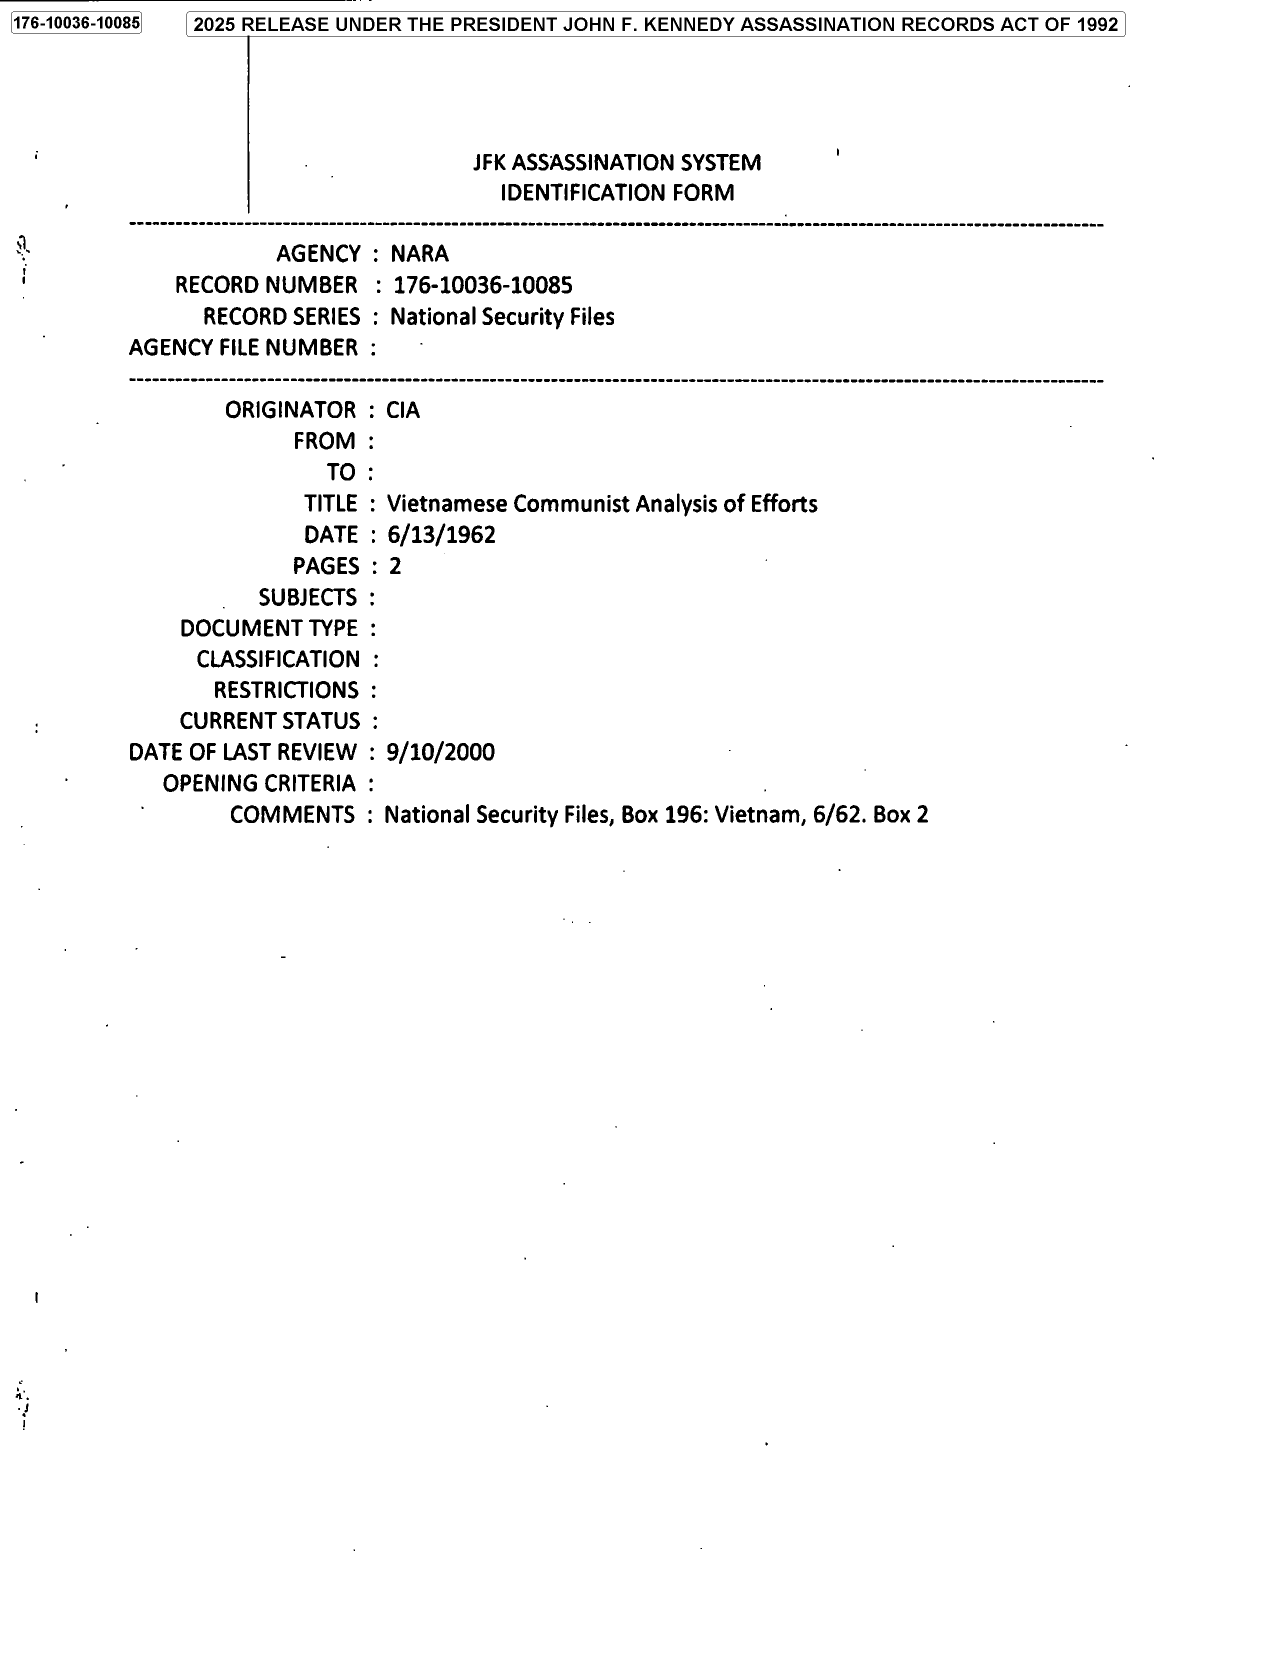 176-10036-10085
2025 RELEASE UNDER THE PRESIDENT JOHN F. KENNEDY ASSASSINATION RECORDS ACT OF 1992
JFK ASSASSINATION SYSTEM
IDENTIFICATION FORM
AGENCY : NARA
RECORD NUMBER : 176-10036-10085
RECORD SERIES : National Security Files
AGENCY FILE NUMBER :
ORIGINATOR : CIA
FROM :
TO :
TITLE : Vietnamese Communist Analysis of Efforts
DATE : 6/13/1962
PAGES : 2
SUBJECTS :
DOCUMENT TYPE :
CLASSIFICATION :
RESTRICTIONS :
CURRENT STATUS :
DATE OF LAST REVIEW : 9/10/2000
OPENING CRITERIA :
COMMENTS : National Security Files, Box 196: Vietnam, 6/62. Box 2